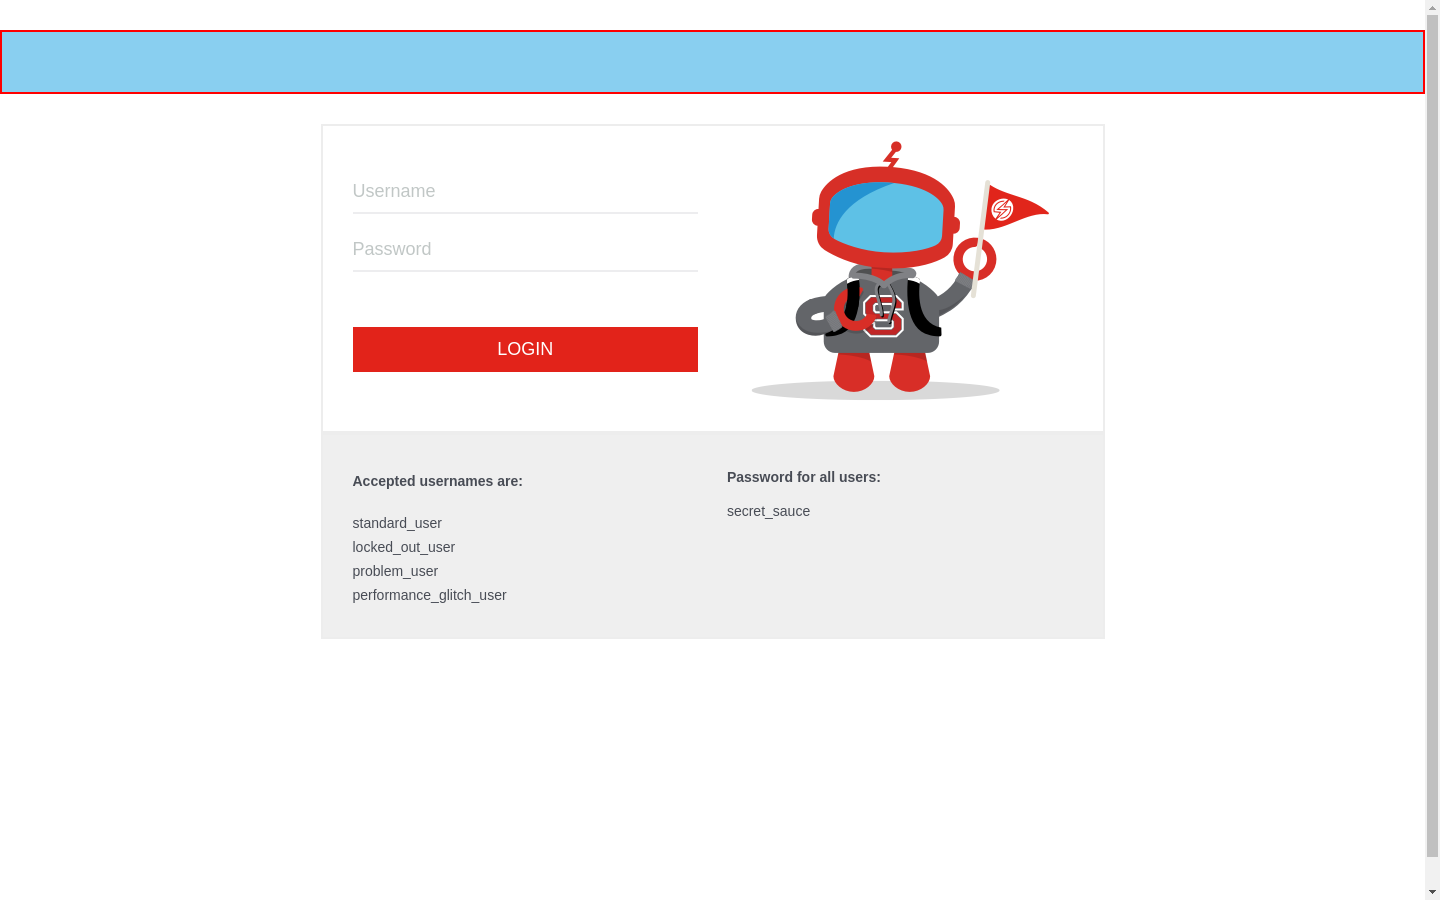 Username
Password
LOGIN
Accepted usernames are:
standard_user
locked_out_user
problem_user
performance_glitch_user
Password for all users:
secret_sauce
S